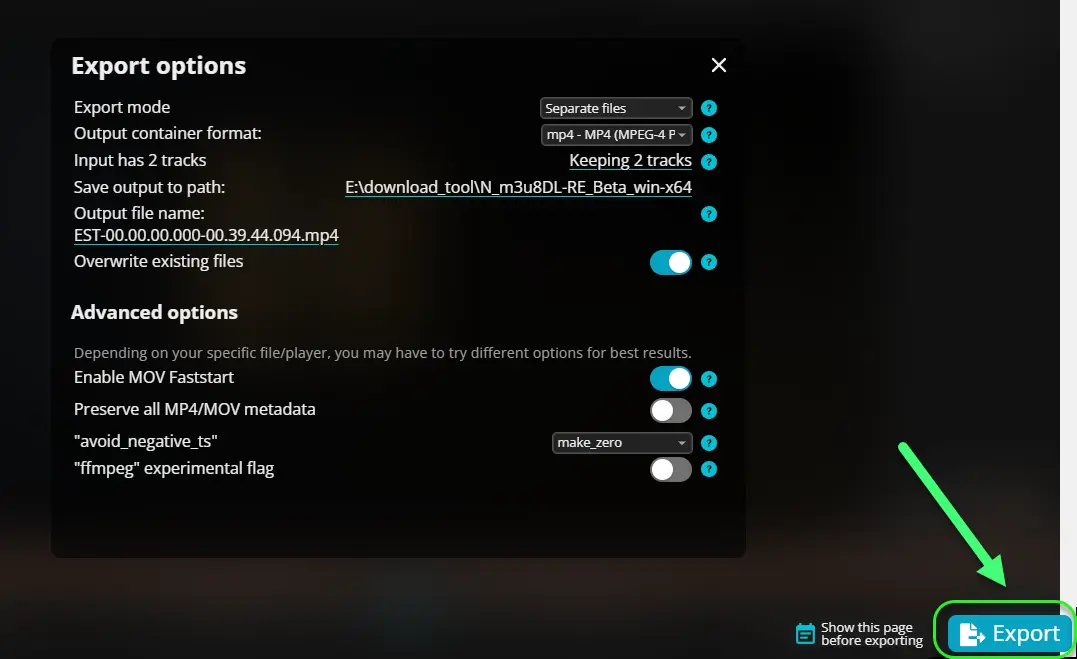 Export options
Export mode
Separate files
?
Output container format:
mp4 - MP4 (MPEG-4 P
?
Input has 2 tracks
Keeping 2 tracks
?
Save output to path:
E:\download_tool\N_m3u8DL-RE_Beta_win-x64
Output file name:
?
EST-00.00.00.000-00.39.44.094.mp4
Overwrite existing files
?
Advanced options
Depending on your specific file/player, you may have to try different options for best results.
Enable MOV Faststart
?
Preserve all MP4/MOV metadata
?
"avoid_negative_ts"
make_zero
?
"ffmpeg" experimental flag
?
Show this page
before exporting
Export